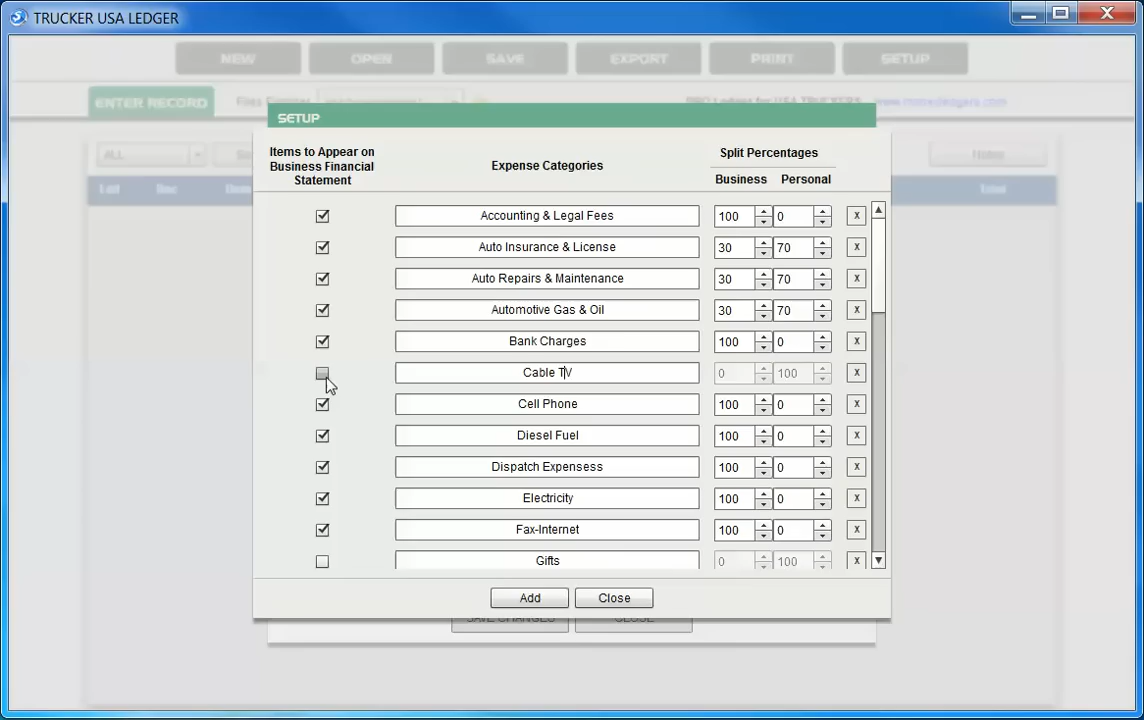 TRUCKER USA LEDGER
NEW OPEN SAVE EXPORT PRINT SETUP
ENTER RECORD
SETUP
ALL
Items to Appear on
Business Financial
Statement
Expense Categories
Split Percentages
Business Personal
Accounting & Legal Fees 100 0 X
Auto Insurance & License 30 70 X
Auto Repairs & Maintenance 30 70 X
Automotive Gas & Oil 30 70 X
Bank Charges 100 0 X
Cable TV 0 100 X
Cell Phone 100 0 X
Diesel Fuel 100 0 X
Dispatch Expensess 100 0 X
Electricity 100 0 X
Fax-Internet 100 0 X
Gifts 0 100 X
Add Close
SAVE CHANGES CLOSE